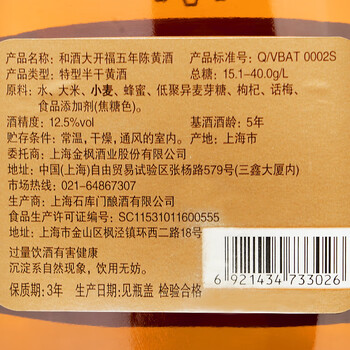 产品名称：和酒大开福五年陈黄酒 产品标准号：Q/VBAT 0002S
产品类型：特型半干黄酒 总糖：15.1-40.0g/L
原料：水、大米、小麦、蜂蜜、低聚异麦芽糖、枸杞、话梅、
食品添加剂(焦糖色)。
酒精度：12.5%vol 基酒酒龄：5年
贮存条件：常温，干燥，通风的室内。 产地：上海市
委托商：上海金枫酒业股份有限公司
地址：中国(上海)自由贸易试验区张杨路579号(三鑫大厦内)
市场热线：021-64867307
生产商：上海石库门酿酒有限公司
食品生产许可证编号：SC11531011600555
地址：上海市金山区枫泾镇环西二路18号
过量饮酒有害健康
沉淀系自然现象，饮用无妨。
保质期：3年 生产日期：见瓶盖 检验合格
6 921434 733026